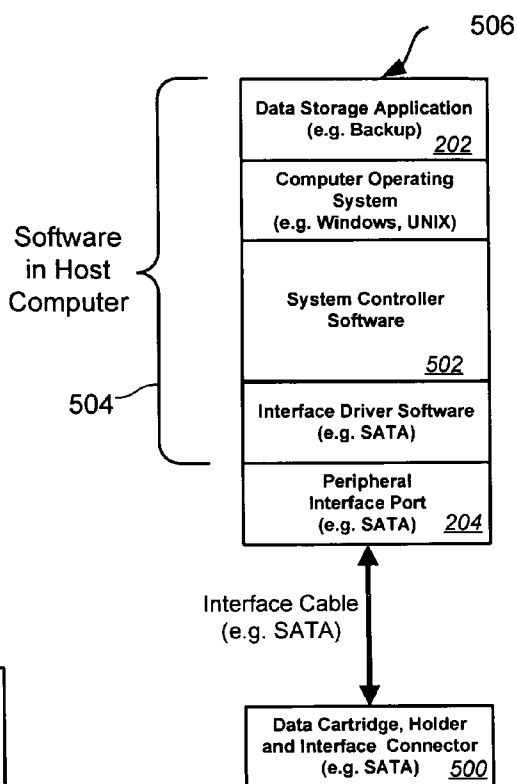 506
Data Storage Application
(e.g. Backup)
202
Computer Operating
System
(e.g. Windows, UNIX)
Software
in Host
Computer
System Controller
Software
502
504
Interface Driver Software
(e.g. SATA)
Peripheral
Interface Port
(e.g. SATA) 204
Interface Cable
(e.g. SATA)
Data Cartridge, Holder
and Interface Connector
(e.g. SATA) 500